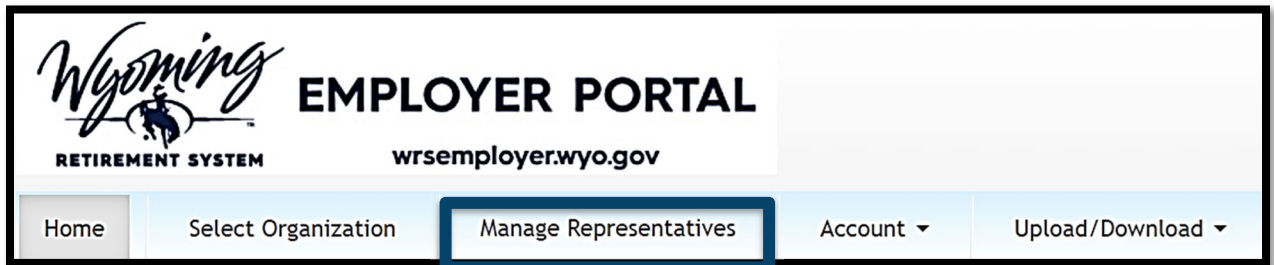 Wyoming
RETIREMENT SYSTEM
EMPLOYER PORTAL
wrsemployer.wyo.gov
Home Select Organization Manage Representatives Account Upload/Download